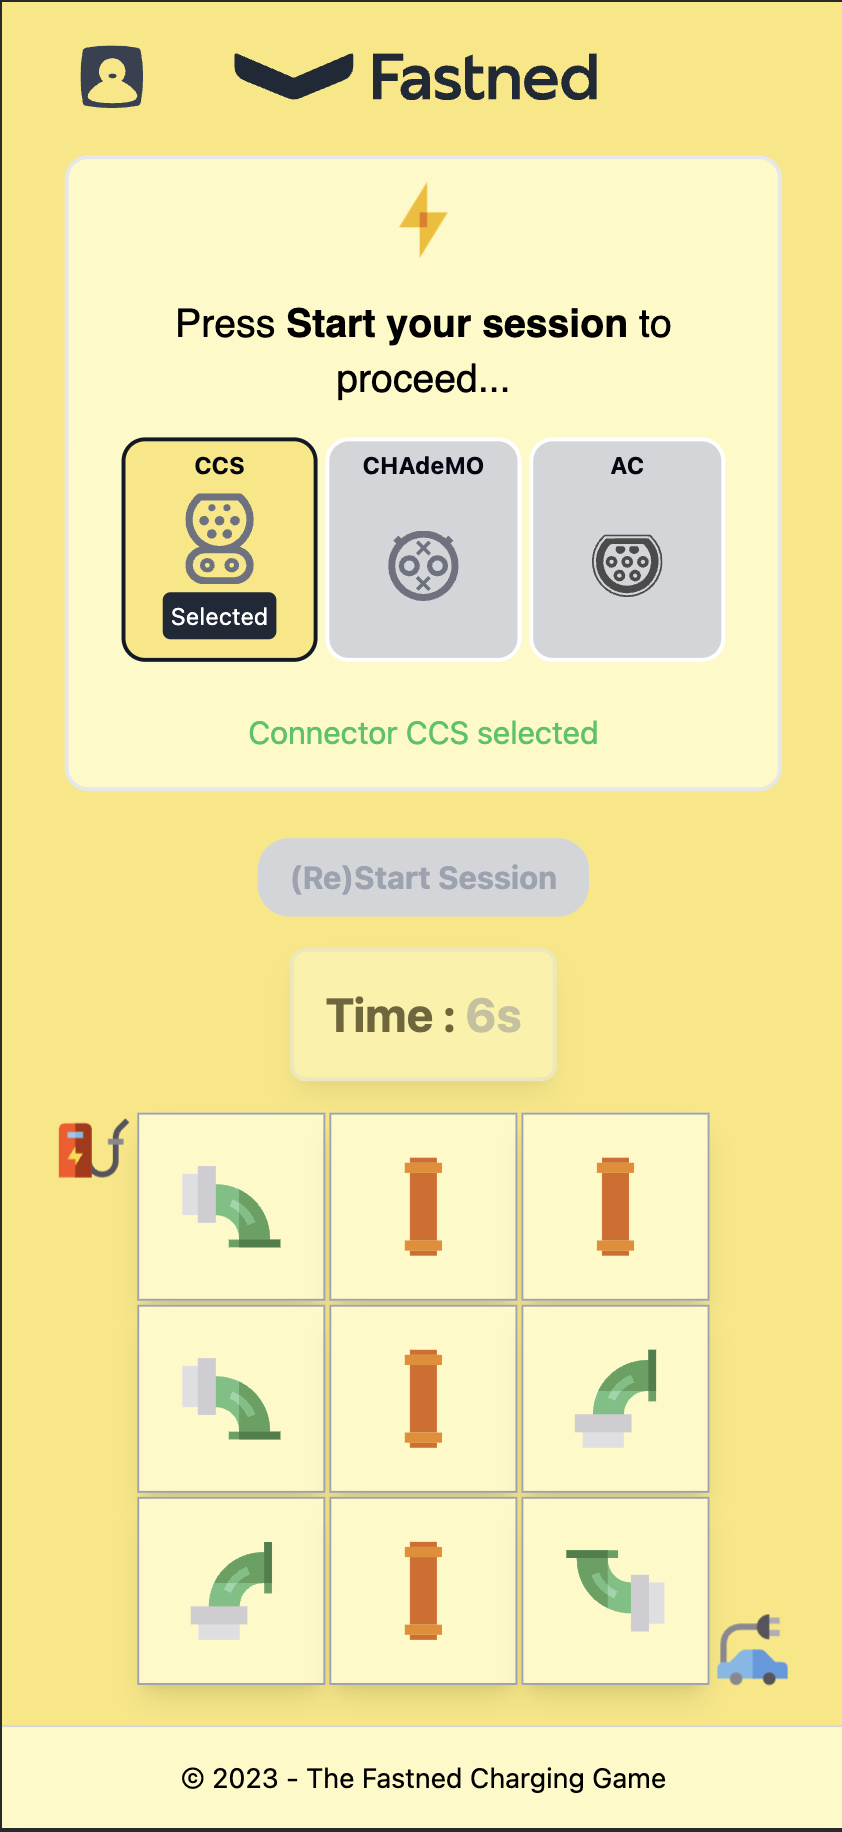 Fastned
Press Start your session to
proceed...
CCS
CHAdeMO
AC
Selected
Connector CCS selected
(Re)Start Session
Time : 6s
© 2023 - The Fastned Charging Game